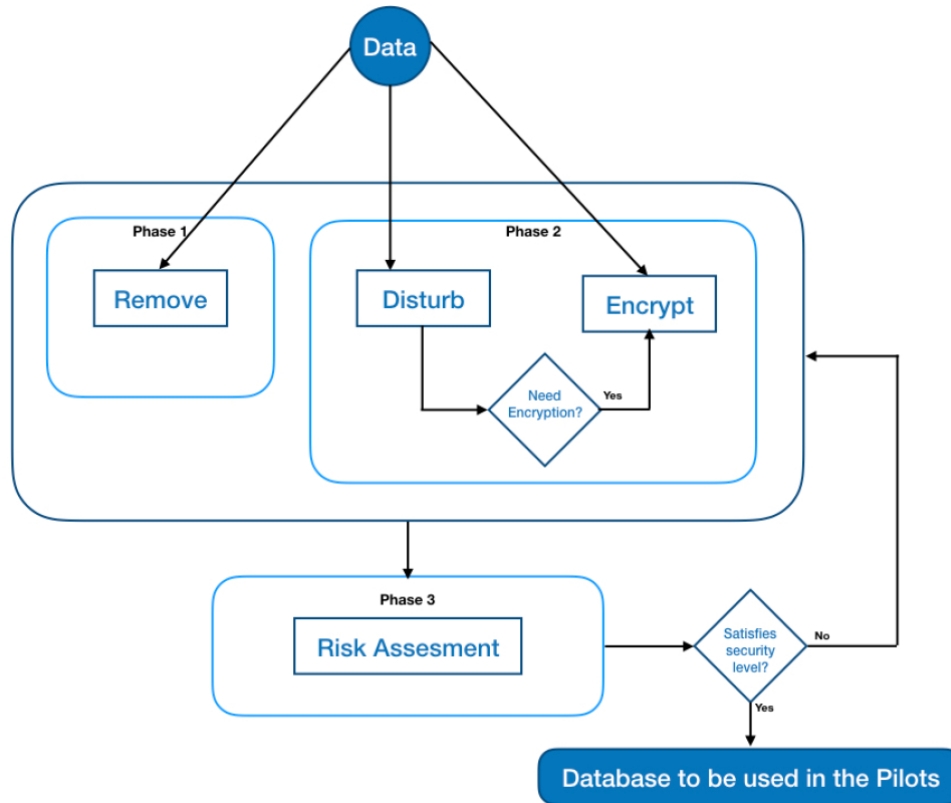 Data
Phase 1
Phase 2
Remove
Disturb
Encrypt
Need
Encryption?
Yes
Phase 3
Risk Assesment
Satisfies
security
level?
No
Yes
Database to be used in the Pilots